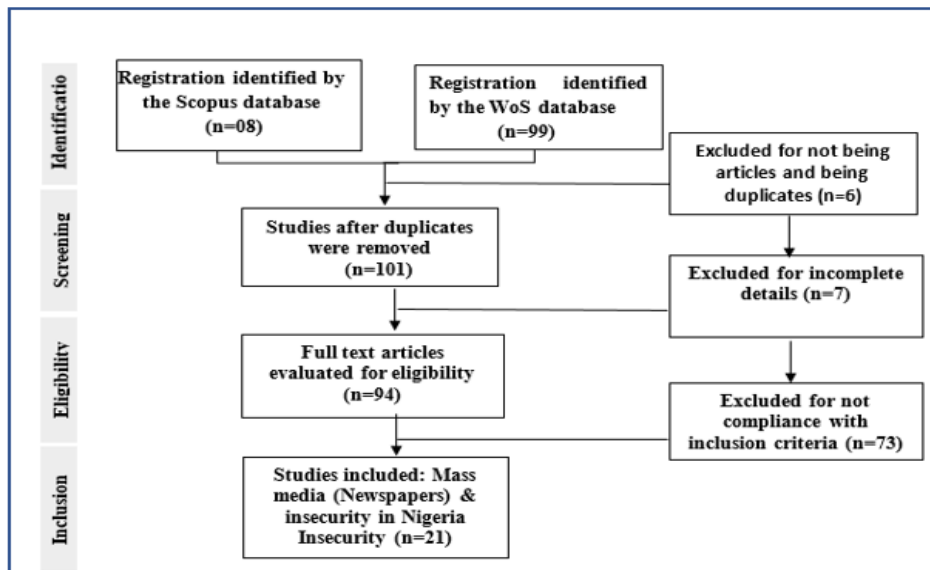 Identificatio
Registration identified by
the Scopus database
(n=08)
Registration identified
by the WoS database
(n=99)
Excluded for not being
articles and being
duplicates (n=6)
Screening
Studies after duplicates
were removed
(n=101)
Excluded for incomplete
details (n=7)
Eligibility
Full text articles
evaluated for eligibility
(n=94)
Excluded for not
compliance with
inclusion criteria (n=73)
Inclusion
Studies included: Mass
media (Newspapers) &
insecurity in Nigeria
Insecurity (n=21)